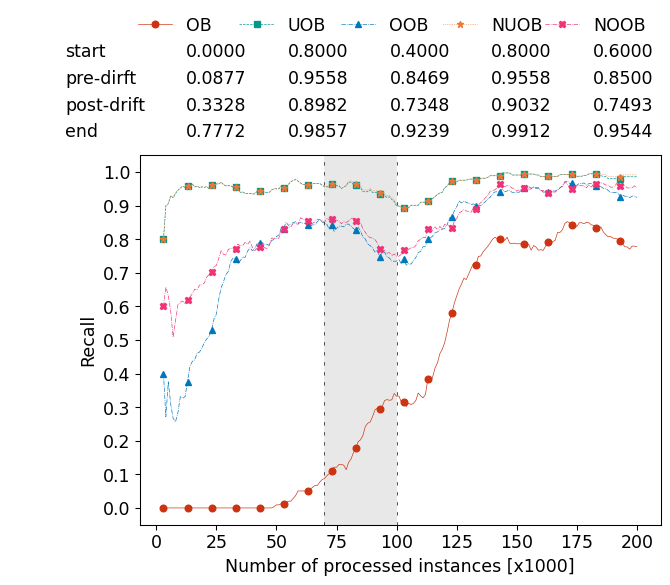 OB UOB OOB NUOB NOOB
start 0.0000 0.8000 0.4000 0.8000 0.6000
pre-dirft 0.0877 0.9558 0.8469 0.9558 0.8500
post-drift 0.3328 0.8982 0.7348 0.9032 0.7493
end 0.7772 0.9857 0.9239 0.9912 0.9544
1.0
0.9
0.8
0.7
0.6
0.5
0.4
0.3
0.2
0.1
0.0
Recall
0 25 50 75 100 125 150 175 200
Number of processed instances [x1000]